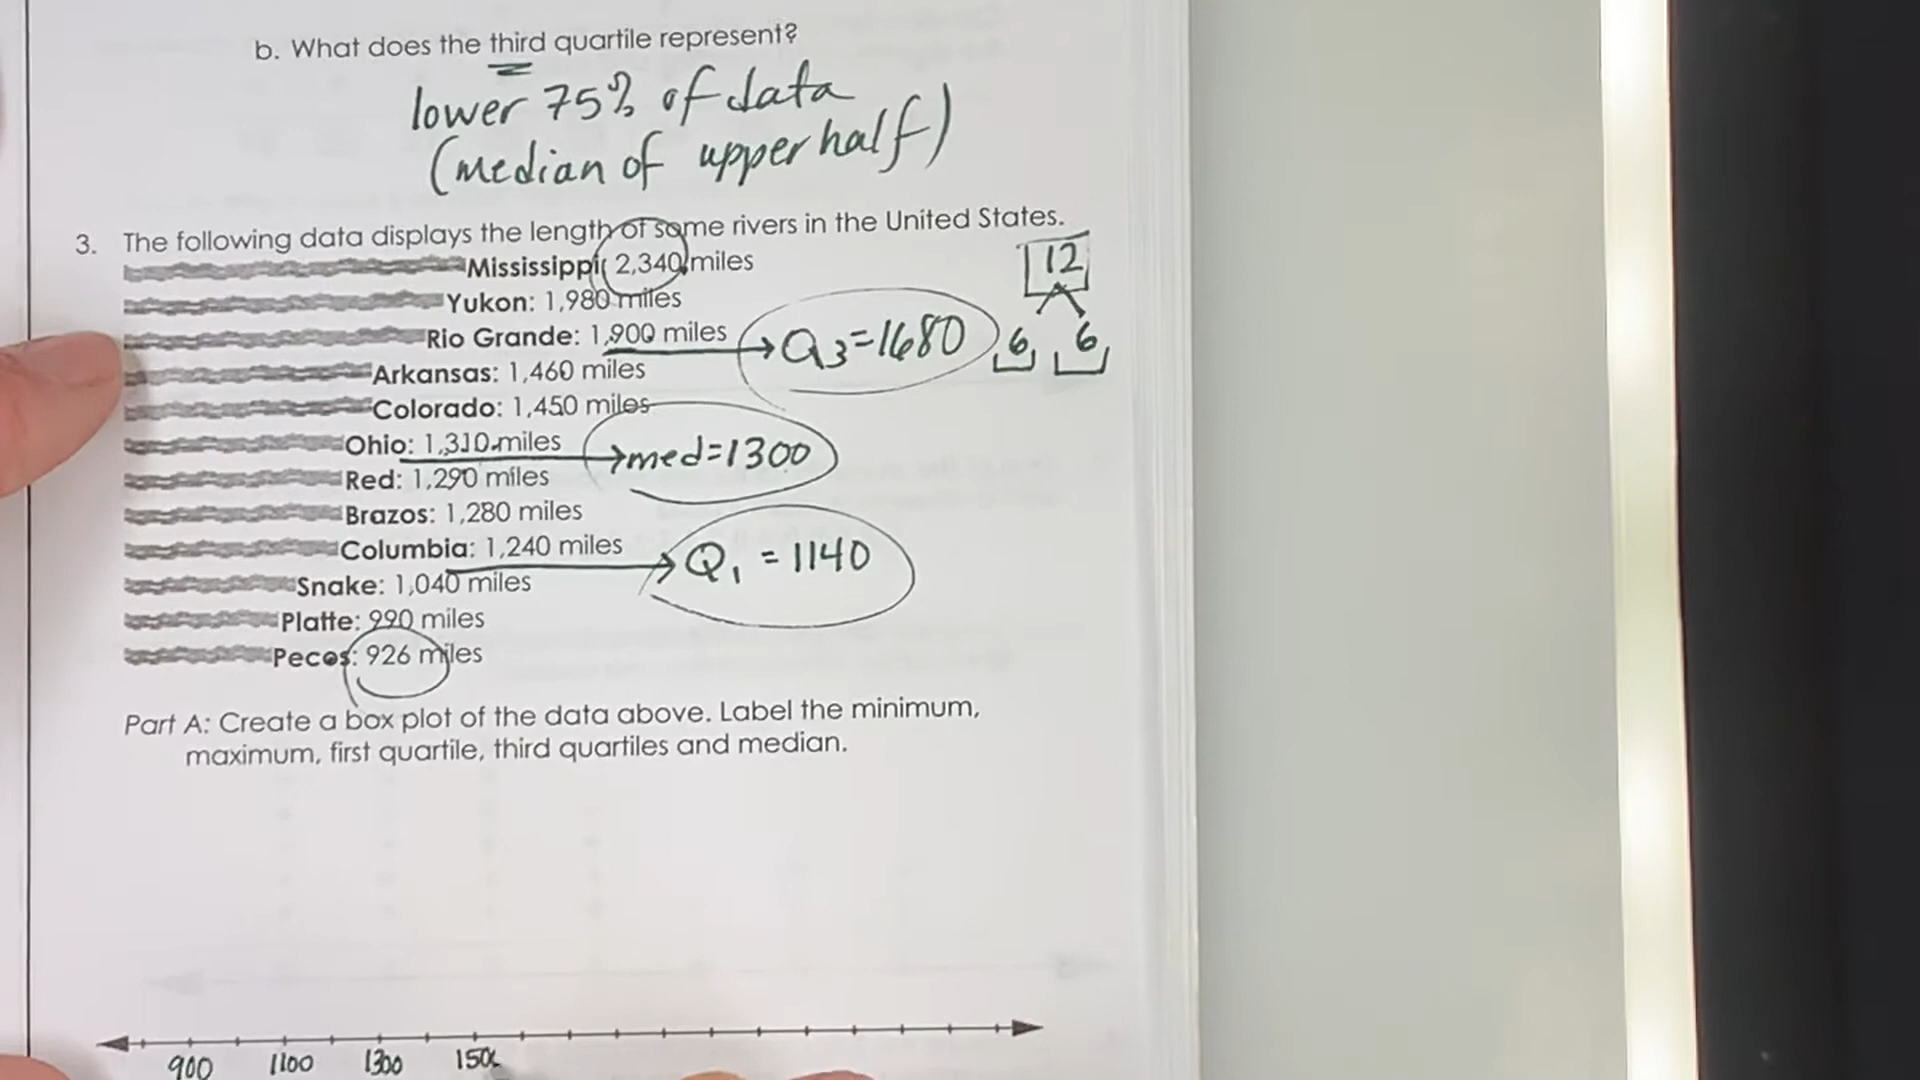 b. What does the third quartile represent?
lower 75% of data
(median of upper half)
3. The following data displays the length of some rivers in the United States.
Mississippi: 2,340 miles
12
Yukon: 1,980 miles
Rio Grande: 1,900 miles
Q3=1680
6 6
Arkansas: 1,460 miles
Colorado: 1,450 miles
Ohio: 1,310 miles
med=1300
Red: 1,290 miles
Brazos: 1,280 miles
Columbia: 1,240 miles
Q1 = 1140
Snake: 1,040 miles
Platte: 990 miles
Pecos: 926 miles
Part A: Create a box plot of the data above. Label the minimum,
maximum, first quartile, third quartiles and median.
900 1100 1300 150